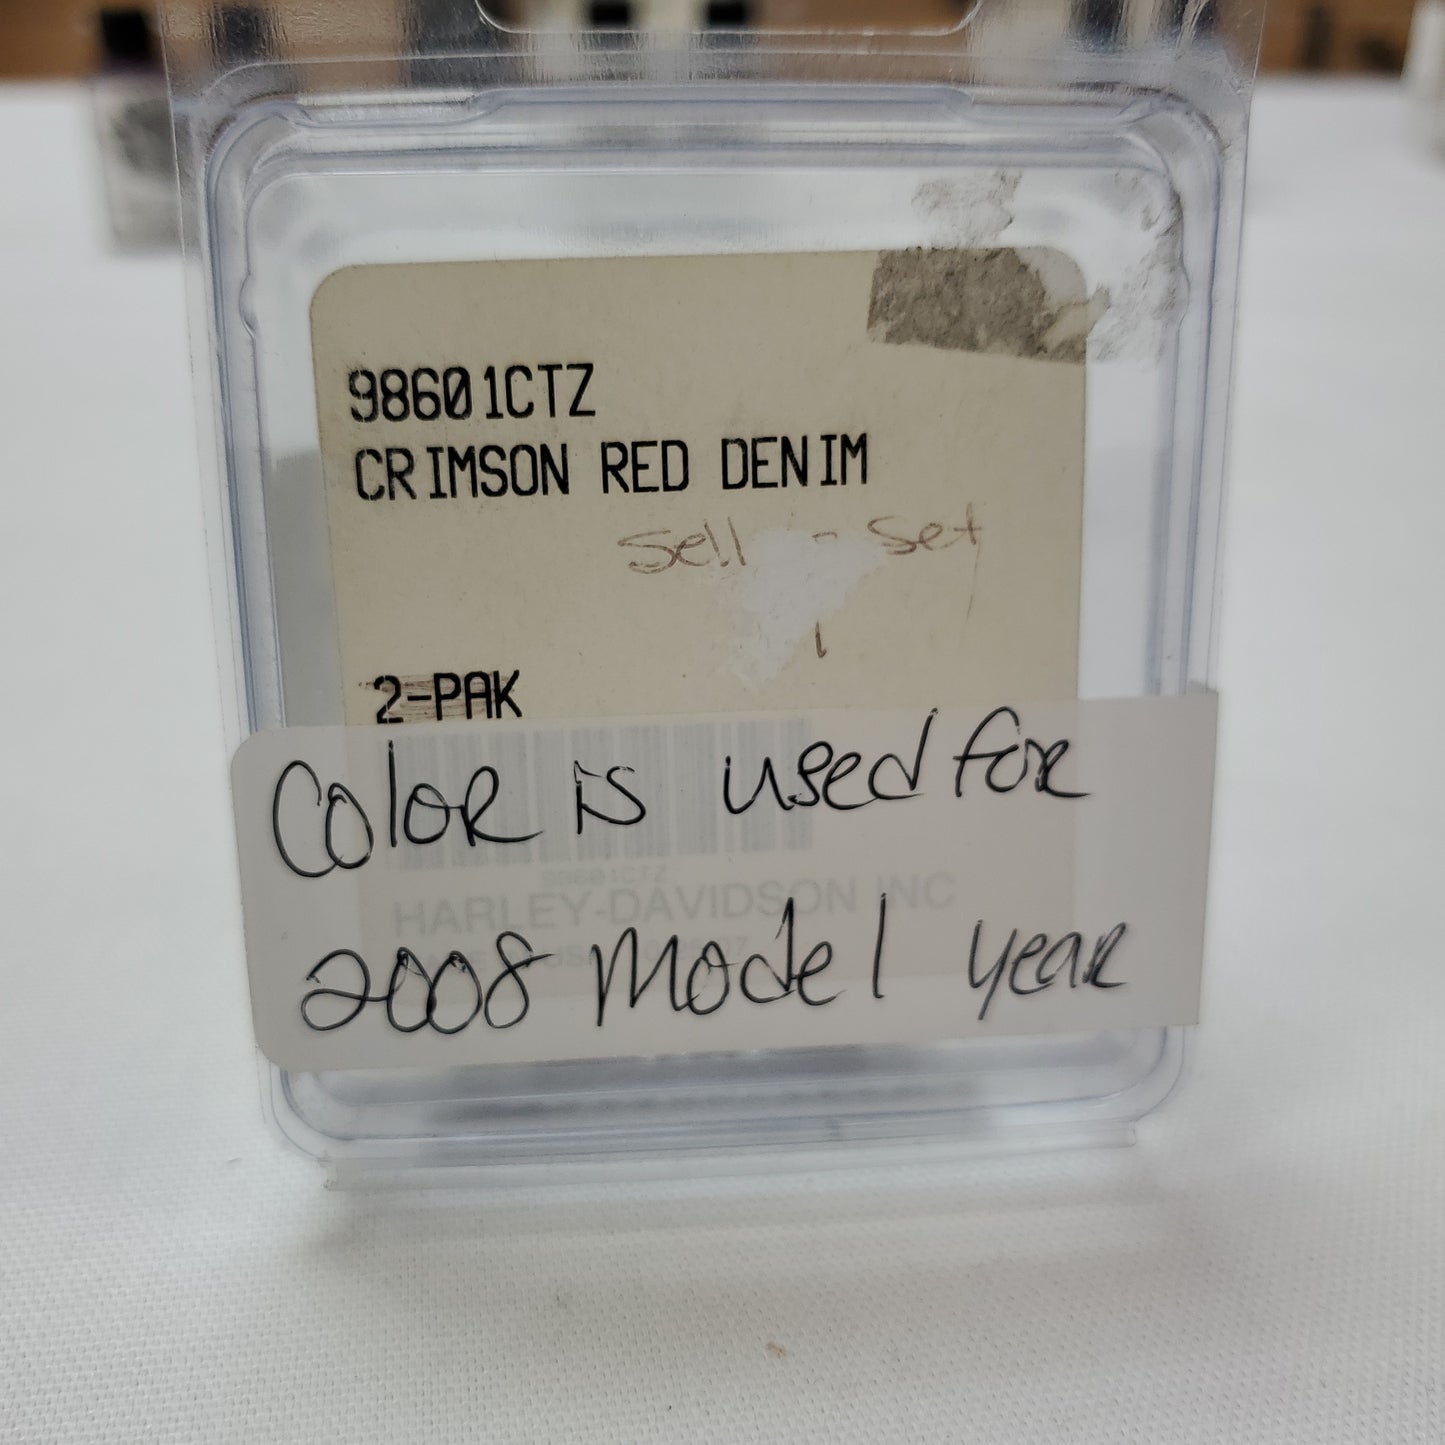 98601CTZ
CRIMSON RED DENIM
Sell - Set
2-PAK
Color is used for
98601CTZ
HARLEY-DAVIDSON INC
2008 Model year